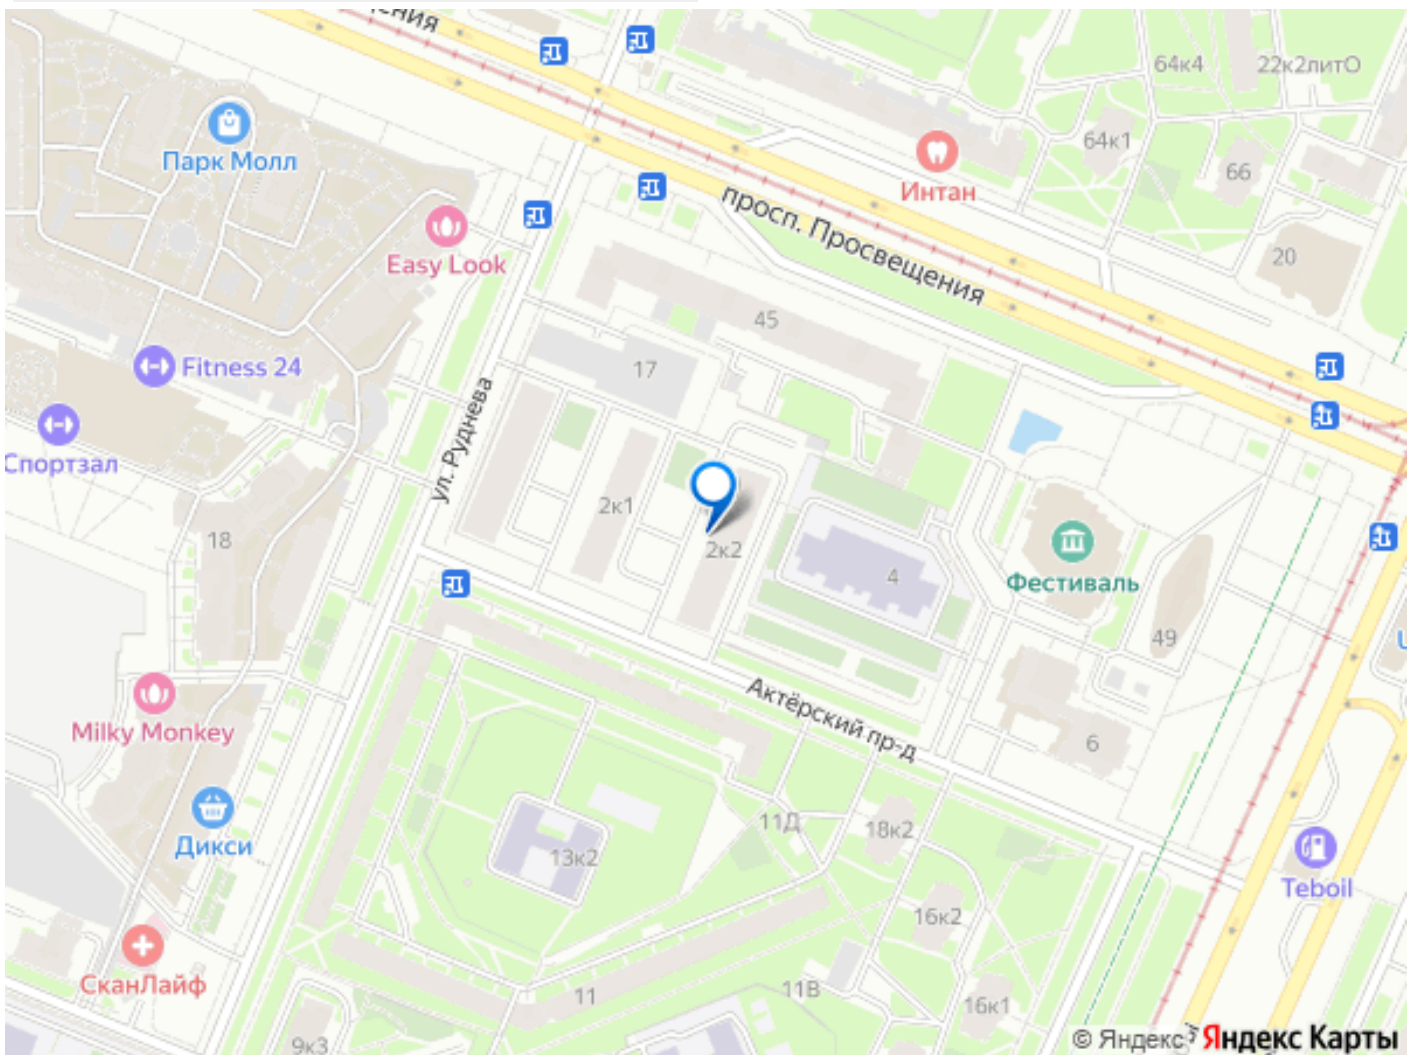 ения
64к4
22к2литО
64к1
66
Парк Молл
Интан
просп. Просвещения
20
Easy Look
45
17
Fitness 24
ул. Руднева
Спортзал
2к1
18
2к2
4
Фестиваль
49
Актёрский пр-д
Milky Monkey
6
11Д
18к2
Дикси
13к2
Teboil
16к2
СканЛайф
11
11В
16к1
9к3
© Яндекс Яндекс Карты